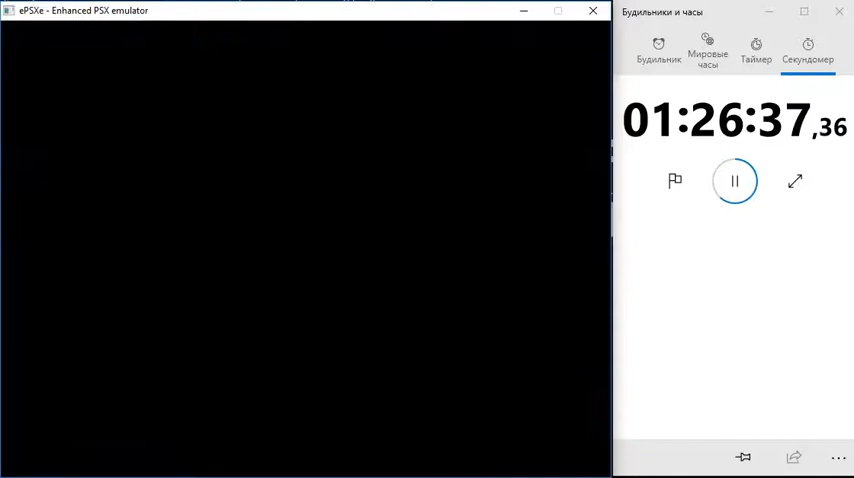 ePSXe - Enhanced PSX emulator
Будильники и часы
Будильник
Мировые
часы
Таймер
Секундомер
01:26:37,36